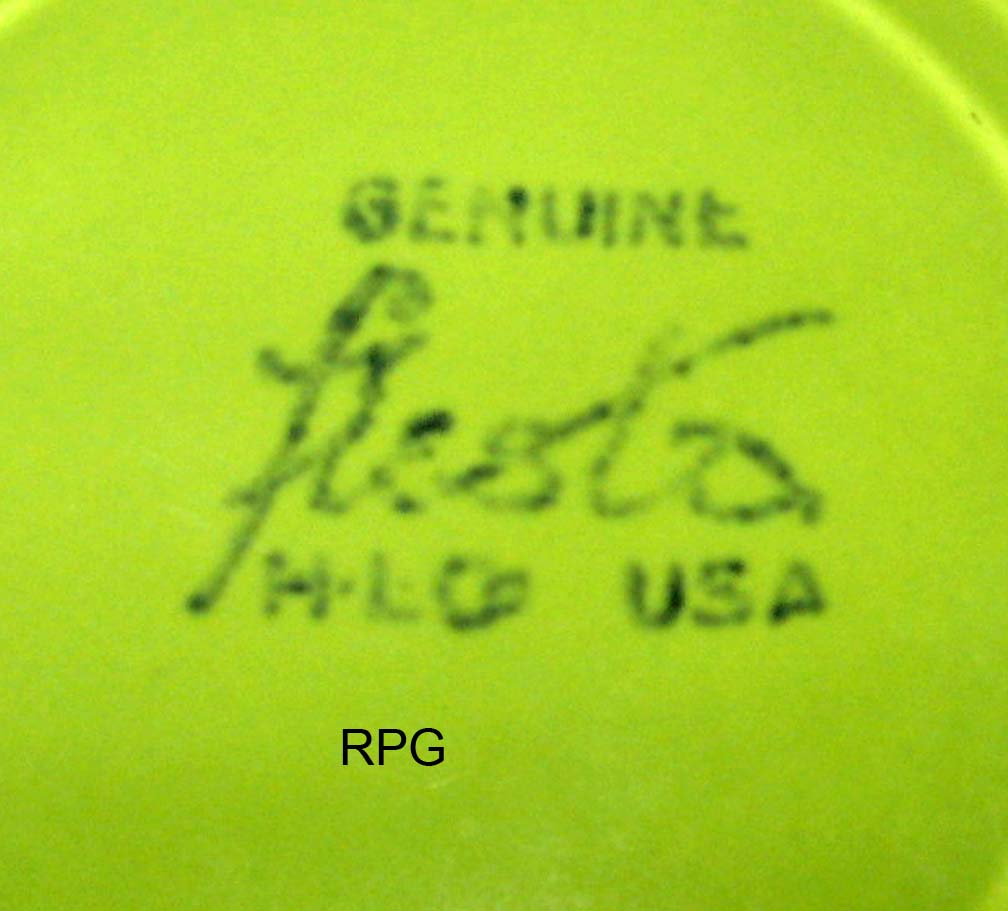 GENUINE
fiesta
H·L Co USA
RPG